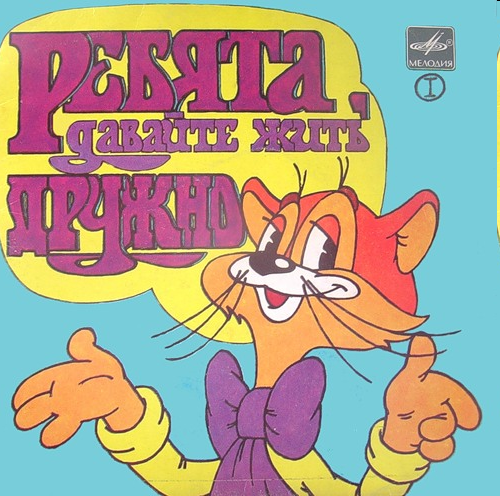 Ребята,
давайте жить
дружно
МЕЛОДИЯ
I